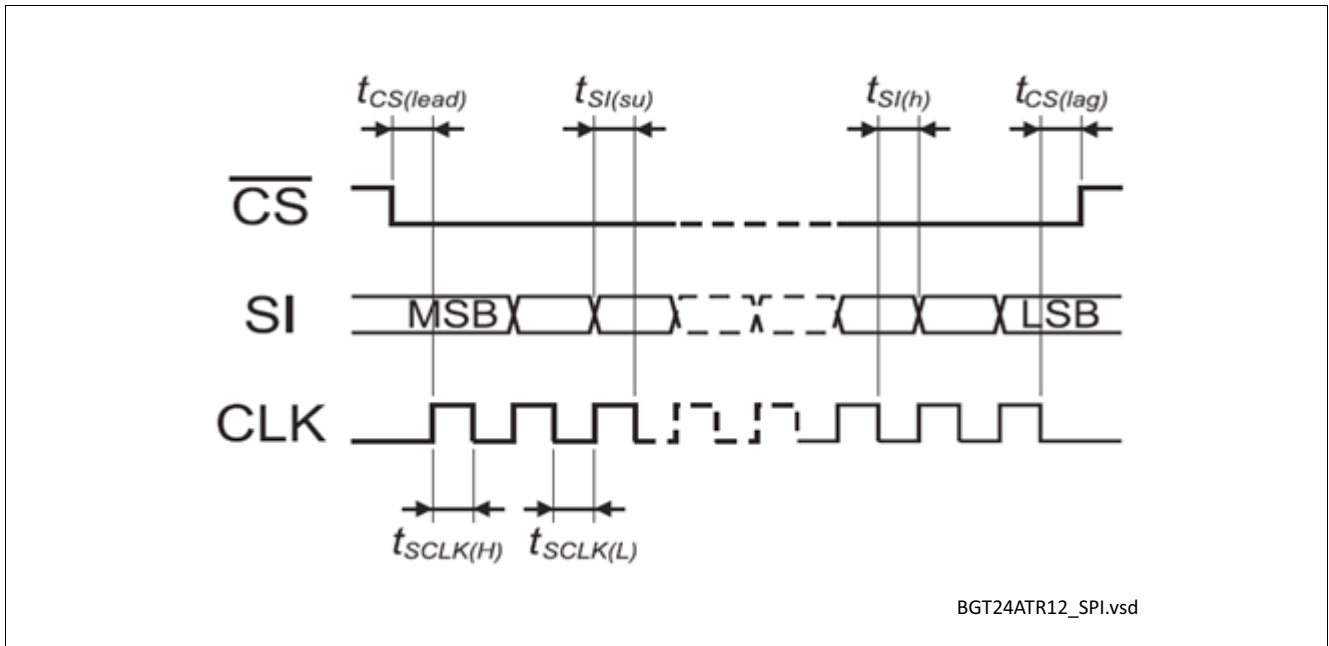 tCS(lead) tSI(su) tSI(h) tCS(lag)
CS
SI MSB LSB
CLK
tSCLK(H) tSCLK(L)
BGT24ATR12_SPI.vsd